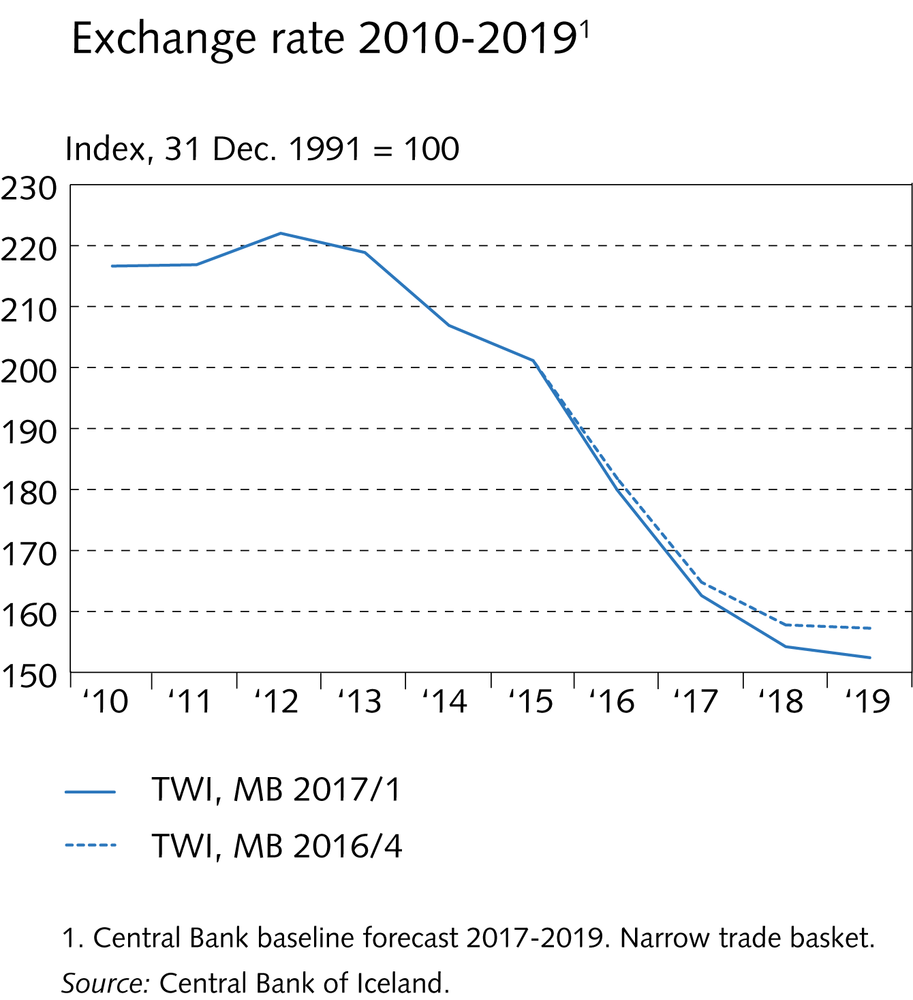 Exchange rate 2010-2019¹
Index, 31 Dec. 1991 = 100
230
220
210
200
190
180
170
160
150
‘10 ‘11 ‘12 ‘13 ‘14 ‘15 ‘16 ‘17 ‘18 ‘19
TWI, MB 2017/1
TWI, MB 2016/4
1. Central Bank baseline forecast 2017-2019. Narrow trade basket.
Source: Central Bank of Iceland.